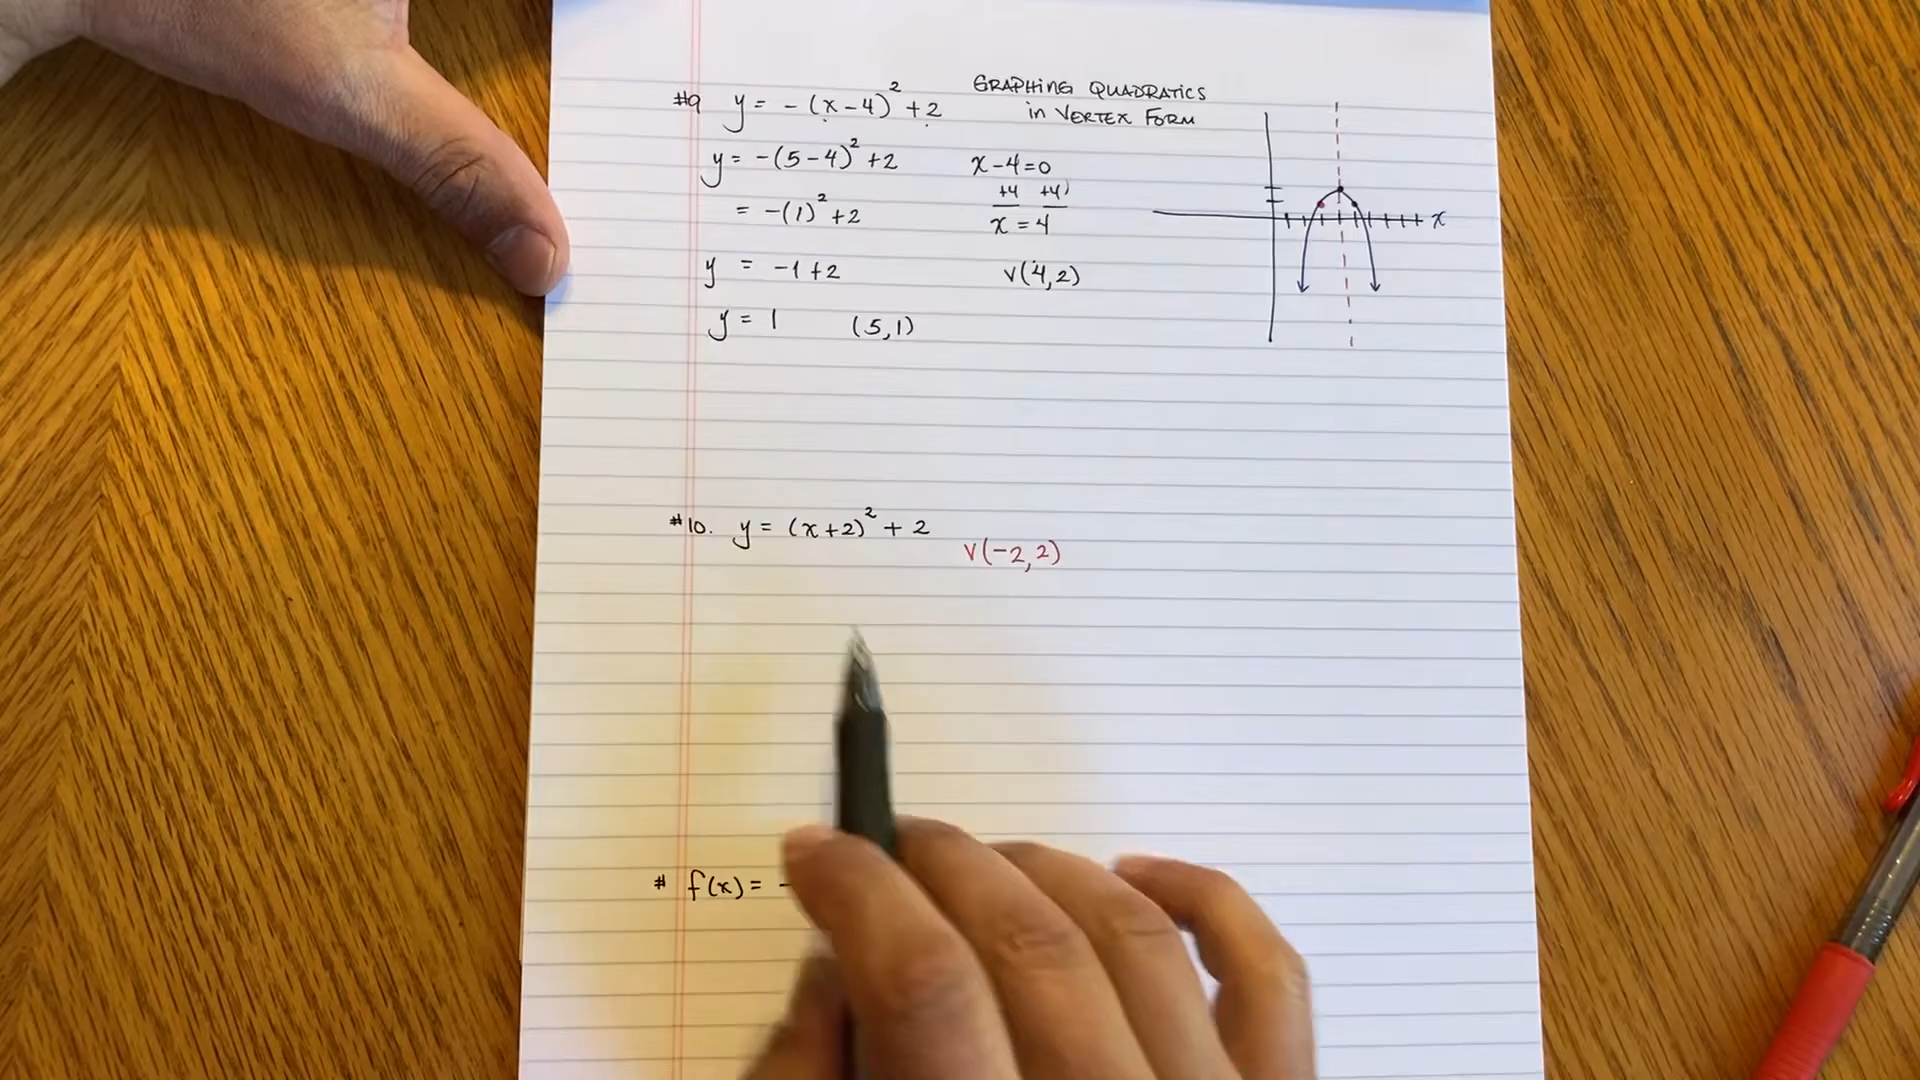 GRAPHING QUADRATICS
in VERTEX FORM
#9 y = -(x-4)² +2
y = -(5-4)² +2
= -(1)² +2
y = -1 +2
y = 1 (5,1)
x-4=0
+4 +4
x = 4
V(4,2)
x
#10. y = (x+2)² + 2
V(-2,2)
# f(x) = -